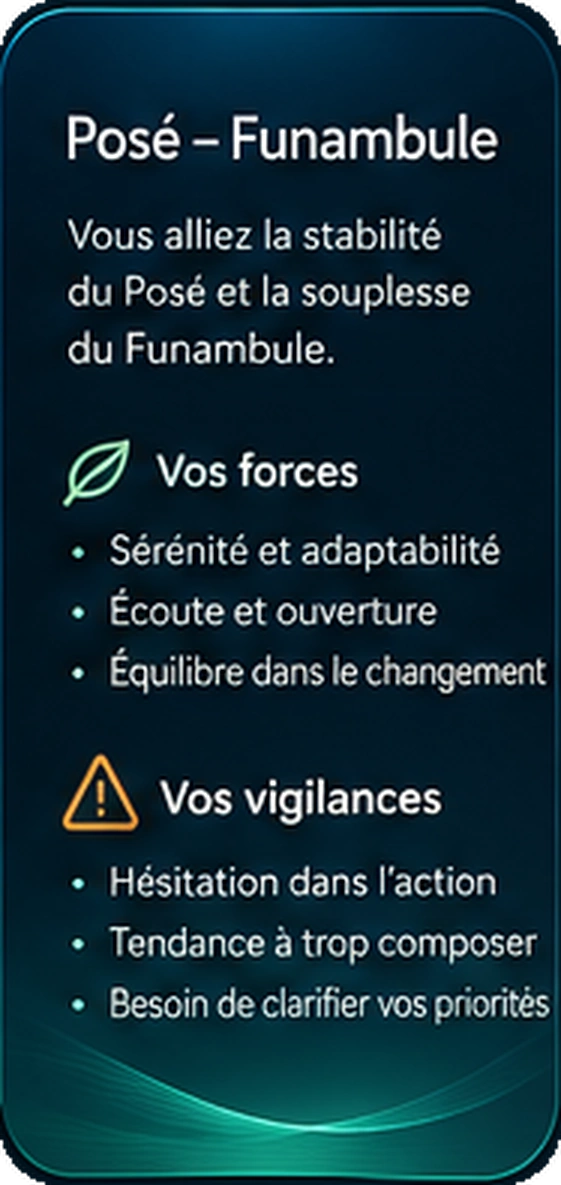 Posé – Funambule
Vous alliez la stabilité
du Posé et la souplesse
du Funambule.
Vos forces
• Sérénité et adaptabilité
• Écoute et ouverture
• Équilibre dans le changement
Vos vigilances
• Hésitation dans l'action
• Tendance à trop composer
• Besoin de clarifier vos priorités